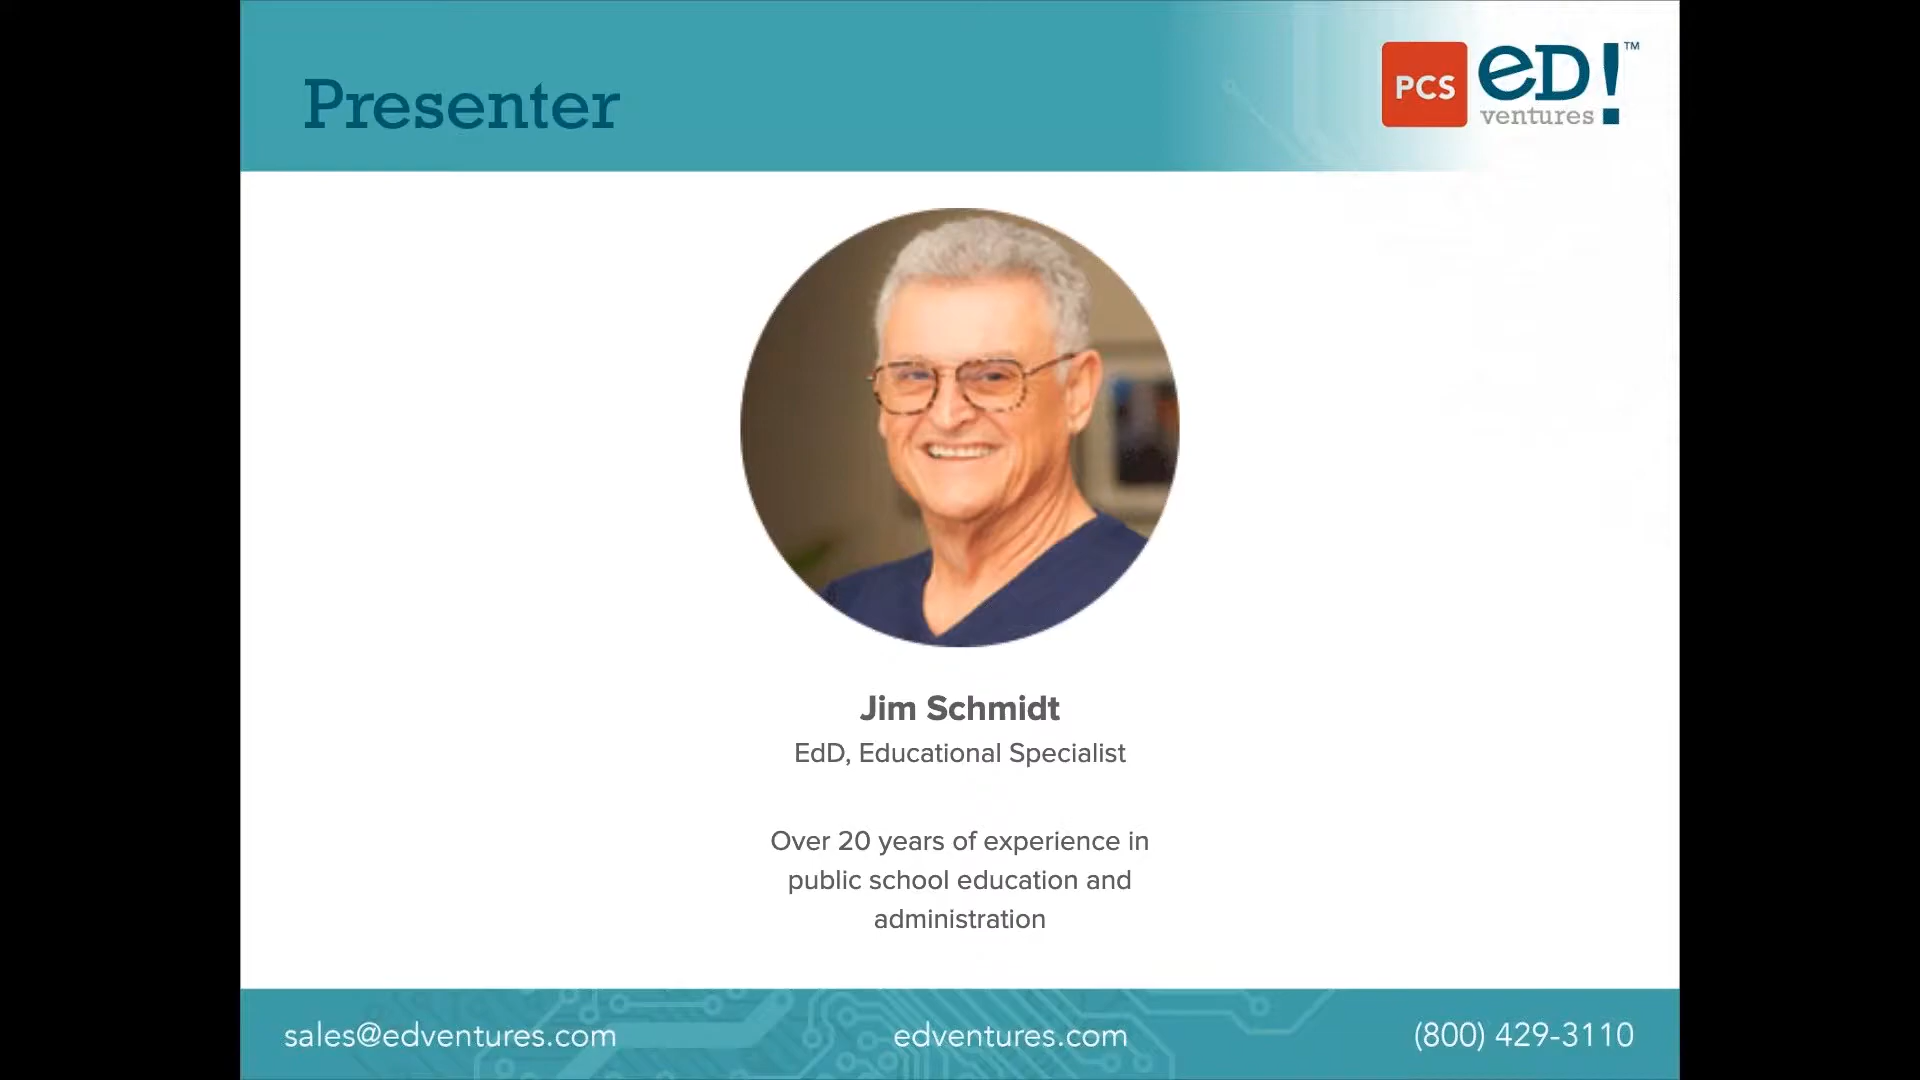 Presenter
PCS
eD!™
ventures
Jim Schmidt
EdD, Educational Specialist
Over 20 years of experience in
public school education and
administration
sales@edventures.com
edventures.com
(800) 429-3110